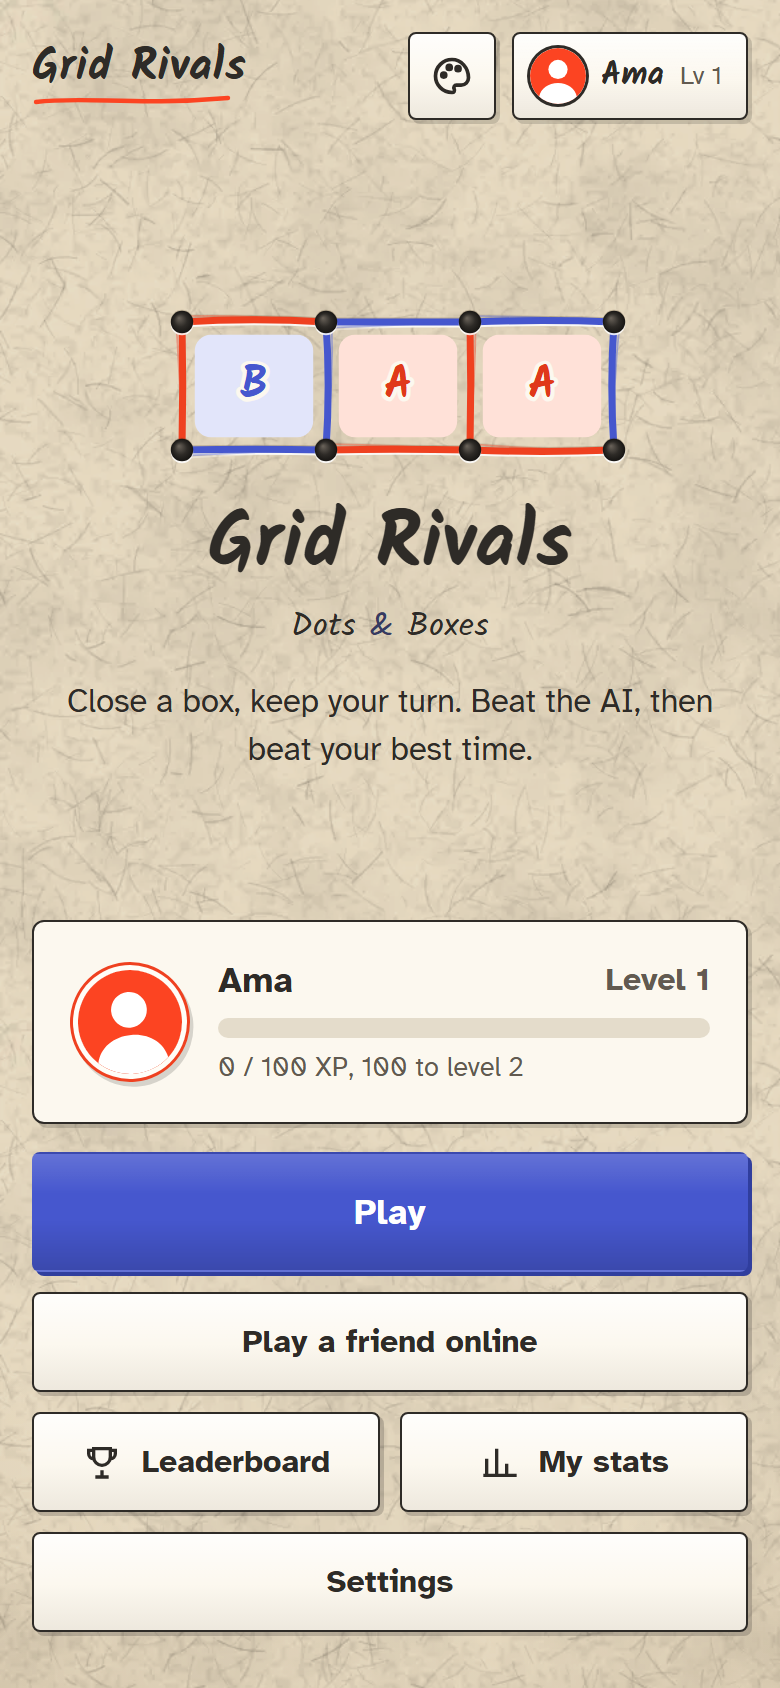 Grid Rivals
Ama Lv 1
B A A
Grid Rivals
Dots & Boxes
Close a box, keep your turn. Beat the AI, then
beat your best time.
Ama
Level 1
0 / 100 XP, 100 to level 2
Play
Play a friend online
Leaderboard
My stats
Settings